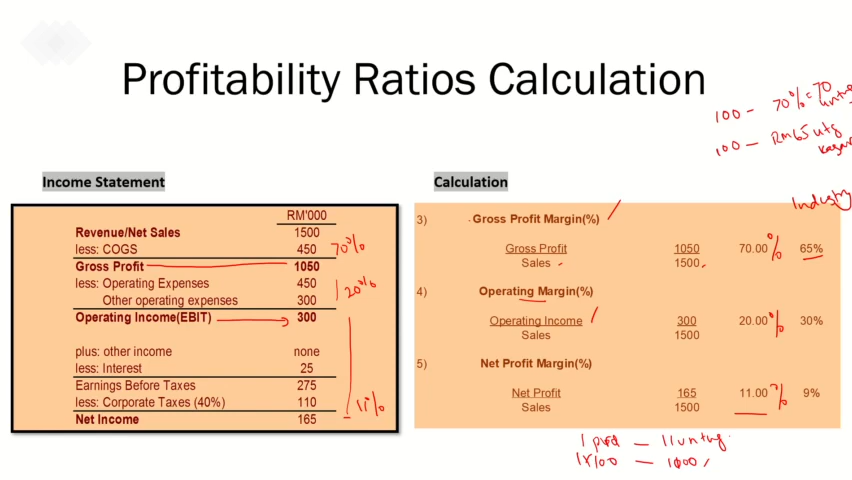 Profitability Ratios Calculation
100 - 70% = 70
100 - RM65 utg
Income Statement
RM'000
Revenue/Net Sales 1500
less: COGS 450 70%
Gross Profit 1050
less: Operating Expenses 450
Other operating expenses 300 20%
Operating Income(EBIT) 300
plus: other income none
less: Interest 25
Earnings Before Taxes 275
less: Corporate Taxes (40%) 110 11%
Net Income 165
Calculation
Industry
3) Gross Profit Margin(%)
Gross Profit 1050 70.00 % 65%
Sales 1500
4) Operating Margin(%)
Operating Income 300 20.00 % 30%
Sales 1500
5) Net Profit Margin(%)
Net Profit 165 11.00 % 9%
Sales 1500
1 - 11 untug
1x100 -